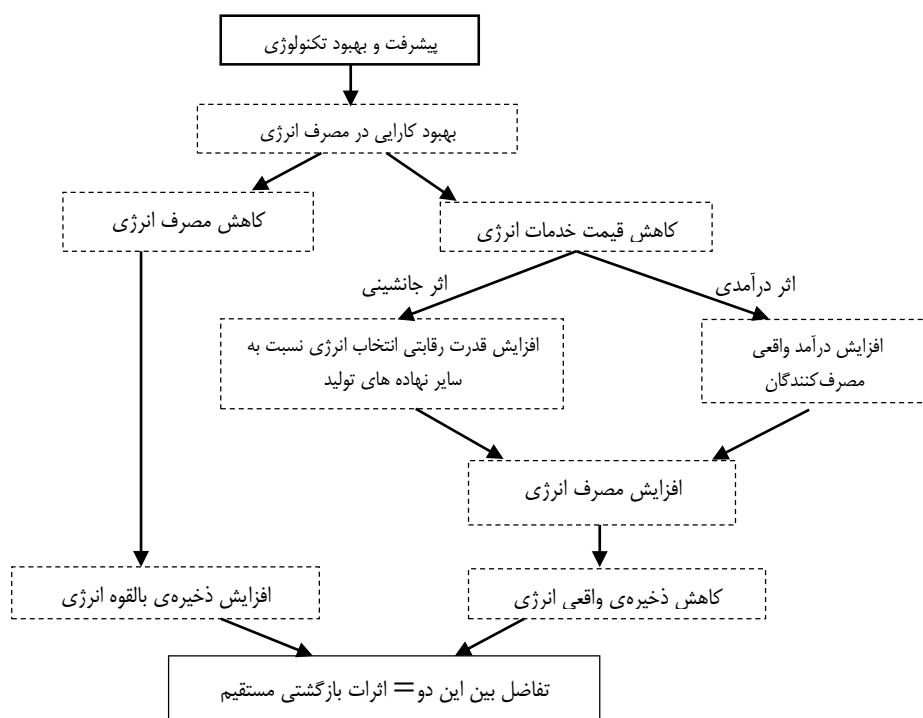 پیشرفت و بهبود تکنولوژی
بهبود کارایی در مصرف انرژی
کاهش مصرف انرژی
کاهش قیمت خدمات انرژی
اثر جانشینی
اثر درآمدی
افزایش قدرت رقابتی انتخاب انرژی نسبت به
سایر نهاده های تولید
افزایش درآمد واقعی
مصرف‌کنندگان
افزایش مصرف انرژی
افزایش ذخیره‌ی بالقوه انرژی
کاهش ذخیره‌ی واقعی انرژی
تفاضل بین این دو = اثرات بازگشتی مستقیم